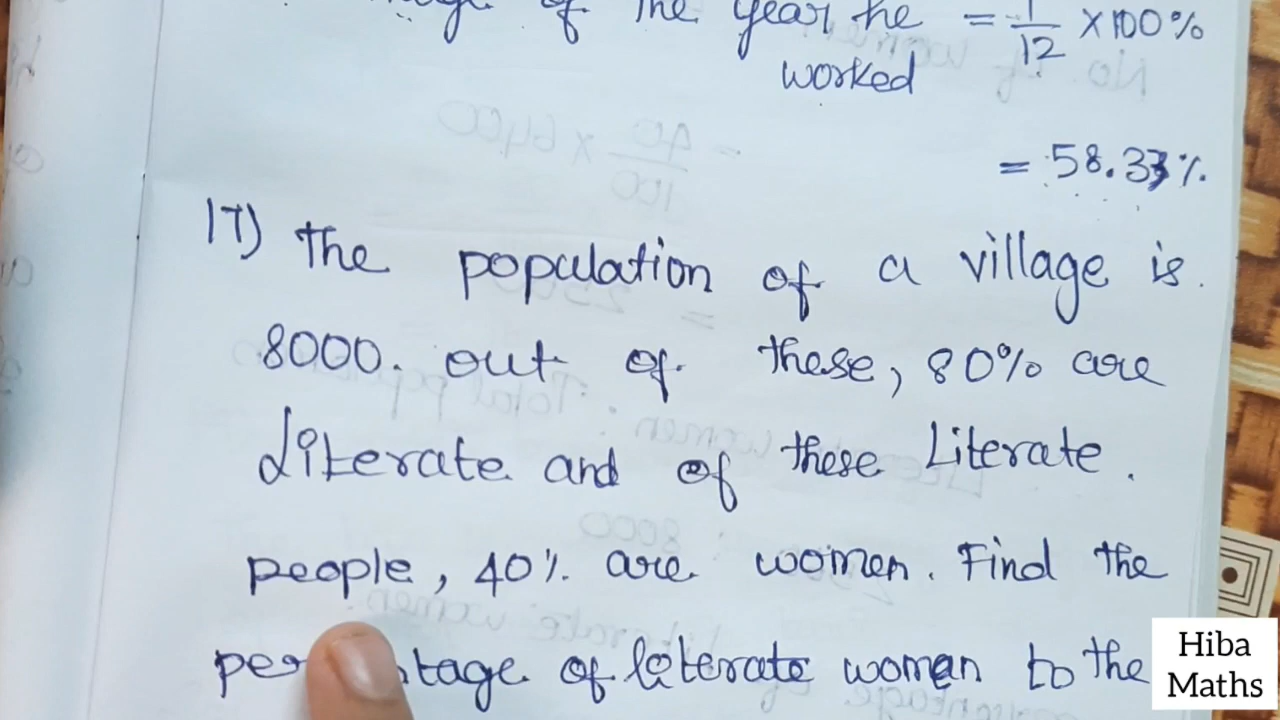 of the year he = 1/12 × 100%
worked
= 58.33%
17) the population of a village is.
8000. out of these, 80% are
Literate and of these Literate.
people, 40% are women. Find the
per tage of literate women to the
Hiba
Maths